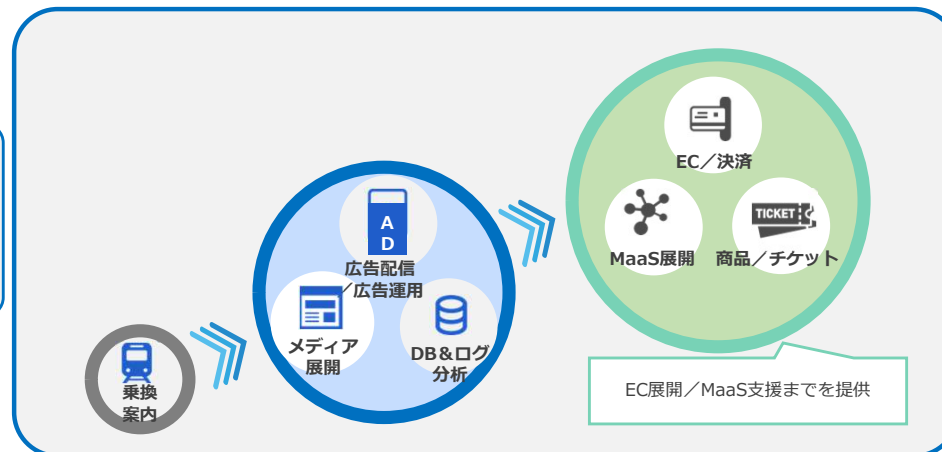 乗換
案内
A
D
広告配信
／広告運用
メディア
展開
DB＆ログ
分析
EC／決済
MaaS展開
TICKET
商品／チケット
EC展開／MaaS支援までを提供